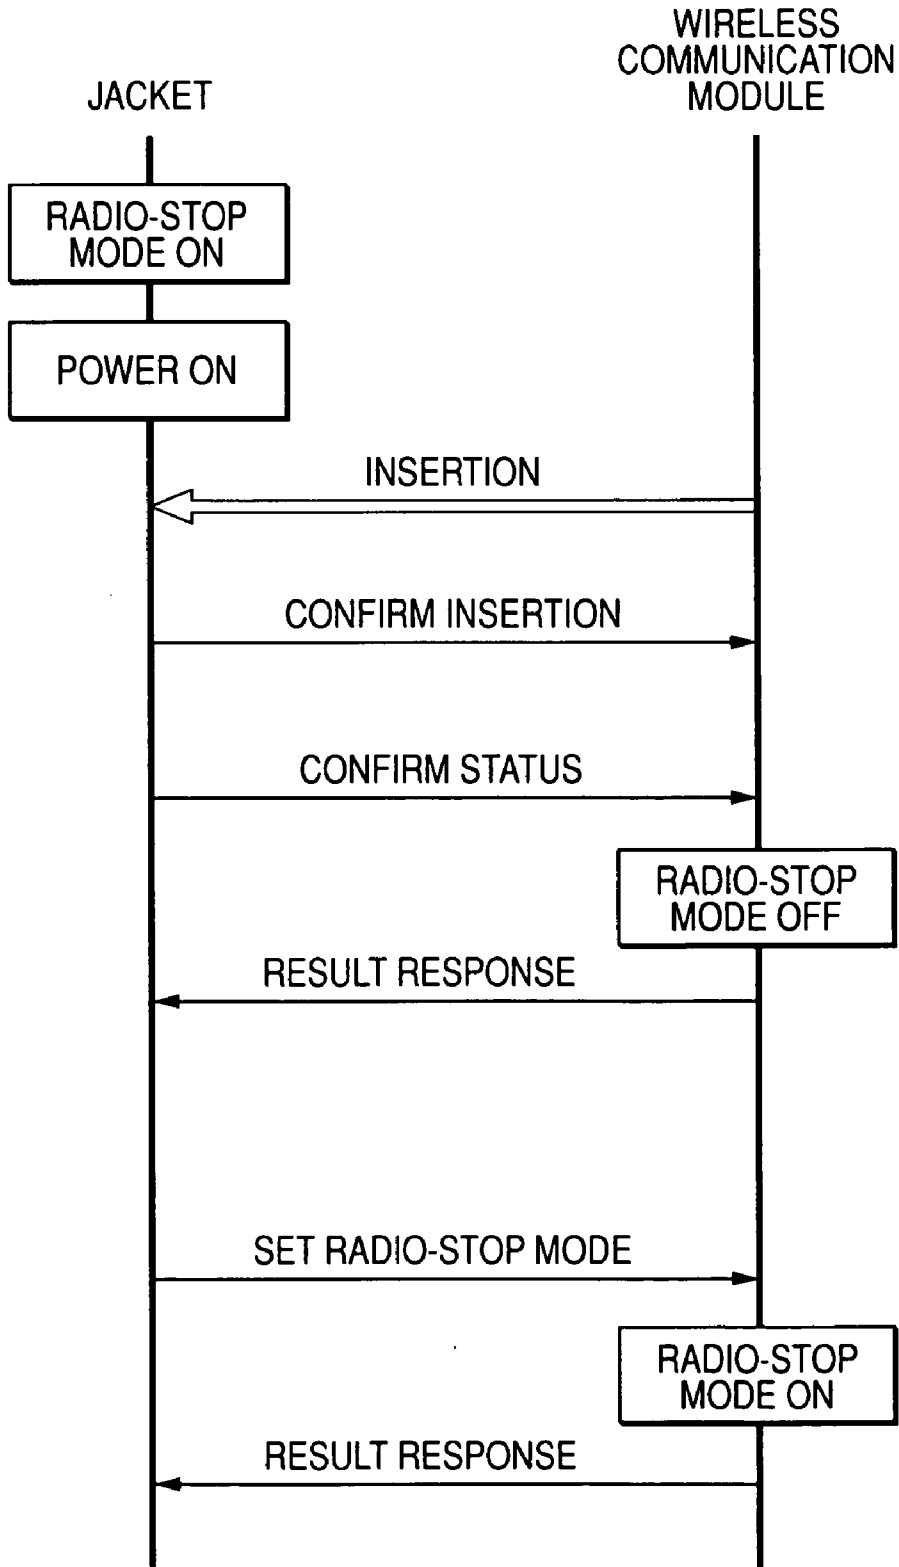 WIRELESS
COMMUNICATION
MODULE
JACKET
RADIO-STOP
MODE ON
POWER ON
INSERTION
CONFIRM INSERTION
CONFIRM STATUS
RADIO-STOP
MODE OFF
RESULT RESPONSE
SET RADIO-STOP MODE
RADIO-STOP
MODE ON
RESULT RESPONSE